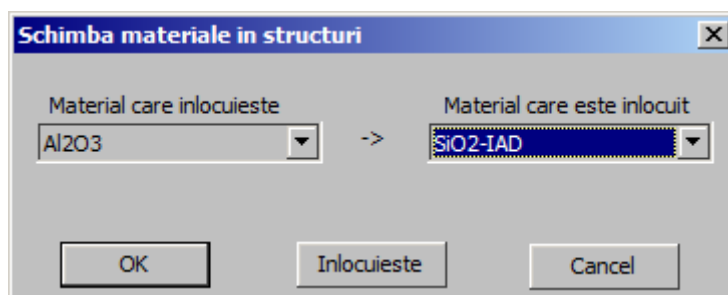 Schimba materiale in structuri
Material care inlocuieste
Material care este inlocuit
Al2O3
->
SiO2-IAD
OK
Inlocuieste
Cancel